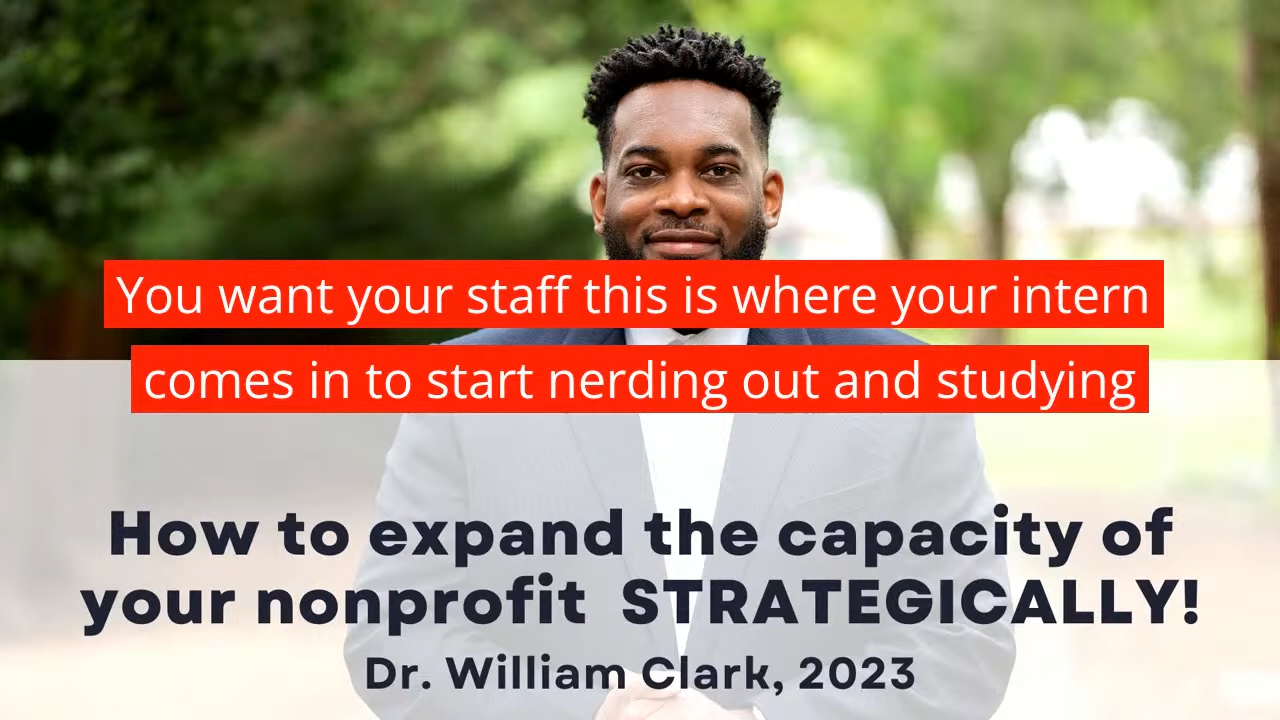 You want your staff this is where your intern
comes in to start nerding out and studying
How to expand the capacity of
your nonprofit STRATEGICALLY!
Dr. William Clark, 2023